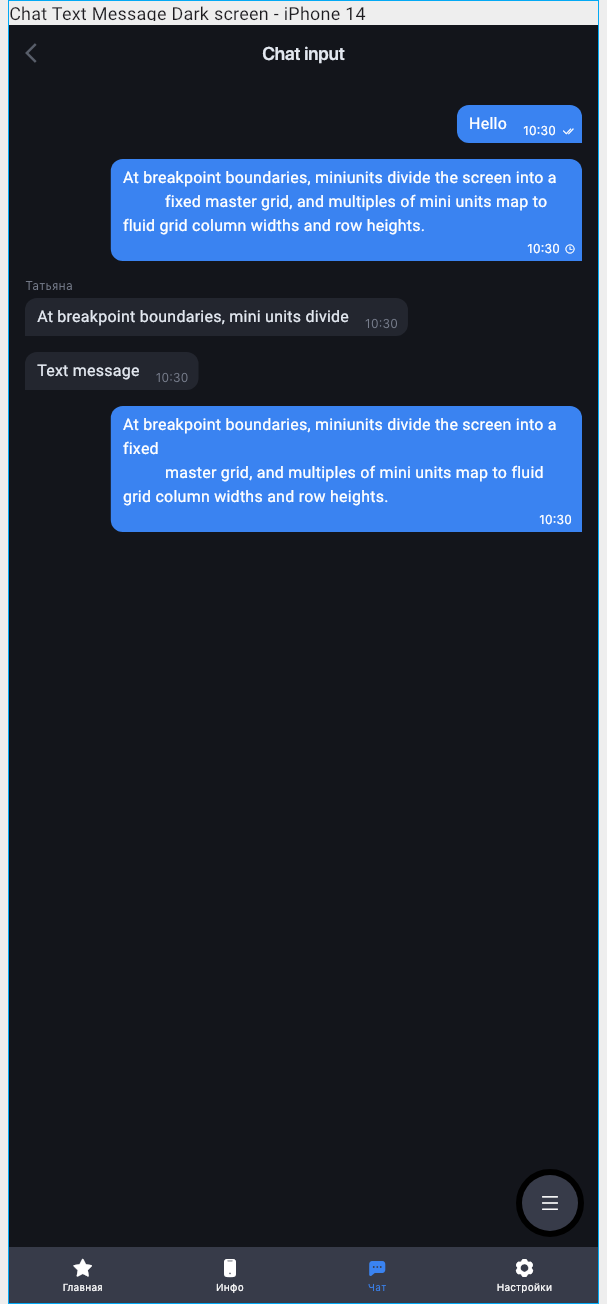 Chat Text Message Dark screen - iPhone 14
Chat input
Hello 10:30
At breakpoint boundaries, miniunits divide the screen into a
fixed master grid, and multiples of mini units map to
fluid grid column widths and row heights.
10:30
Татьяна
At breakpoint boundaries, mini units divide 10:30
Text message 10:30
At breakpoint boundaries, miniunits divide the screen into a
fixed
master grid, and multiples of mini units map to fluid
grid column widths and row heights.
10:30
Главная Инфо Чат Настройки